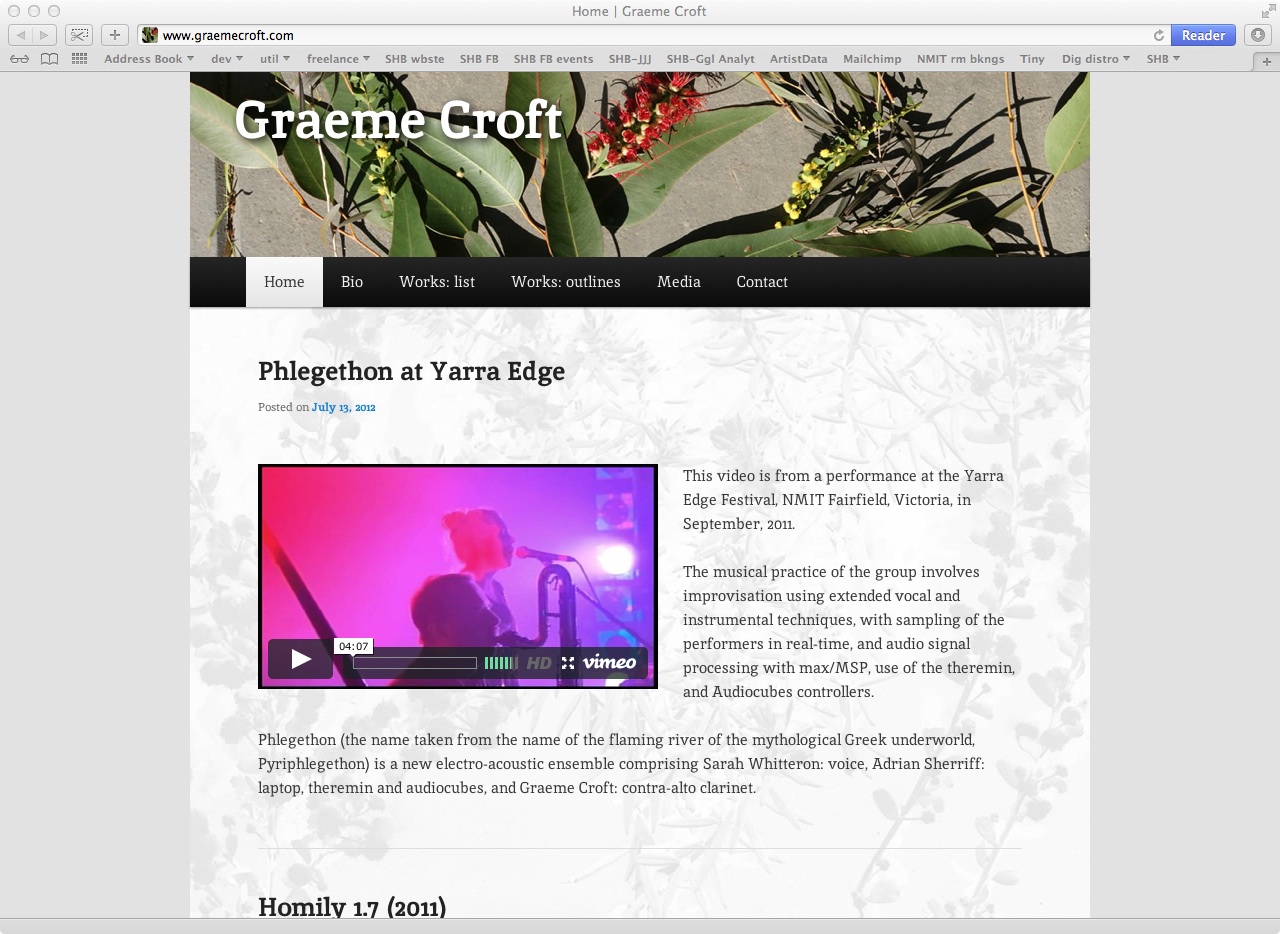 Home | Graeme Croft
www.graemecroft.com
Reader
Address Book dev util freelance SHB wbste SHB FB SHB FB events SHB-JJJ SHB-Ggl Analyt ArtistData Mailchimp NMIT rm bkngs Tiny Dig distro SHB
Graeme Croft
Home Bio Works: list Works: outlines Media Contact
Phlegethon at Yarra Edge
Posted on July 13, 2012
04:07
HD vimeo
This video is from a performance at the Yarra
Edge Festival, NMIT Fairfield, Victoria, in
September, 2011.
The musical practice of the group involves
improvisation using extended vocal and
instrumental techniques, with sampling of the
performers in real-time, and audio signal
processing with max/MSP, use of the theremin,
and Audiocubes controllers.
Phlegethon (the name taken from the name of the flaming river of the mythological Greek underworld,
Pyriphlegethon) is a new electro-acoustic ensemble comprising Sarah Whitteron: voice, Adrian Sherriff:
laptop, theremin and audiocubes, and Graeme Croft: contra-alto clarinet.
Homily 1.7 (2011)